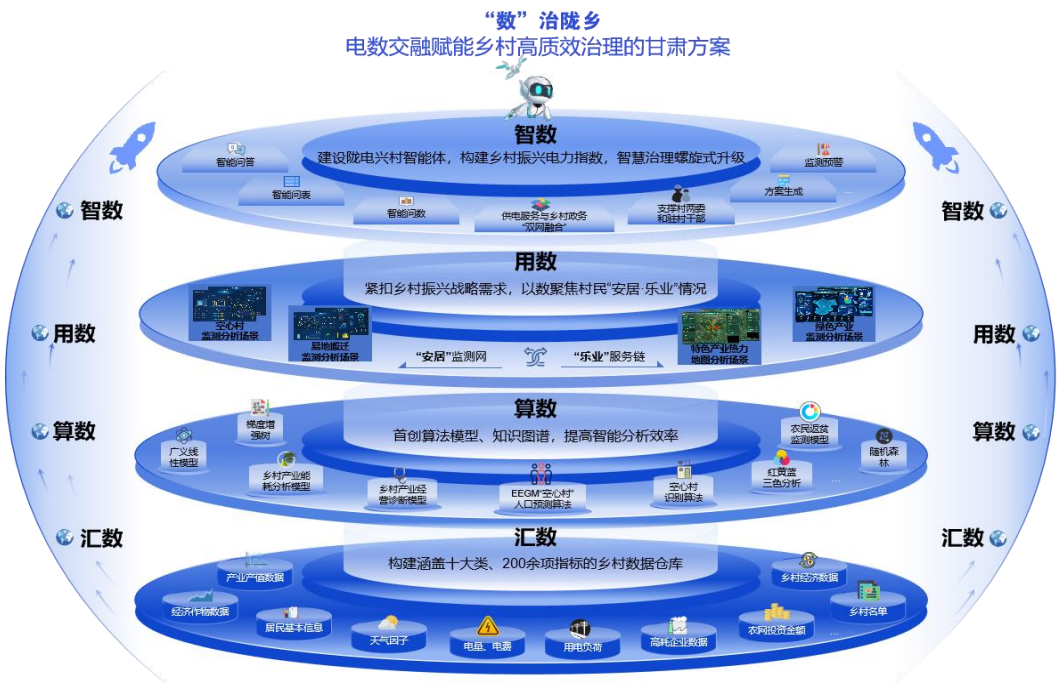 “数”治陇乡
电数交融赋能乡村高质效治理的甘肃方案
智数
建设陇电兴村智能体，构建乡村振兴电力指数，智慧治理螺旋式升级
智能问答
监测预警
智能问表
方案生成
...
智能问数
供电服务与乡村政务
“双网融合”
支撑村两委
和驻村干部
智数
智数
用数
紧扣乡村振兴战略需求，以数聚焦村民“安居·乐业”情况
空心村
监测分析场景
易地搬迁
监测分析场景
特色产业热力
地图分析场景
绿色产业
监测分析场景
“安居”监测网
“乐业”服务链
用数
用数
算数
首创算法模型、知识图谱，提高智能分析效率
广义线
性模型
梯度增
强树
农民返贫
监测模型
随机森
林
乡村产业能
耗分析模型
乡村产业经
营诊断模型
EEGM“空心村”
人口预测算法
空心村
识别算法
红黄蓝
三色分析
...
算数
算数
汇数
构建涵盖十大类、200余项指标的乡村数据仓库
产业产值数据
乡村经济数据
经济作物数据
乡村名单
居民基本信息
天气因子
电量、电费
用电负荷
高耗企业数据
农网投资金额
...
汇数
汇数